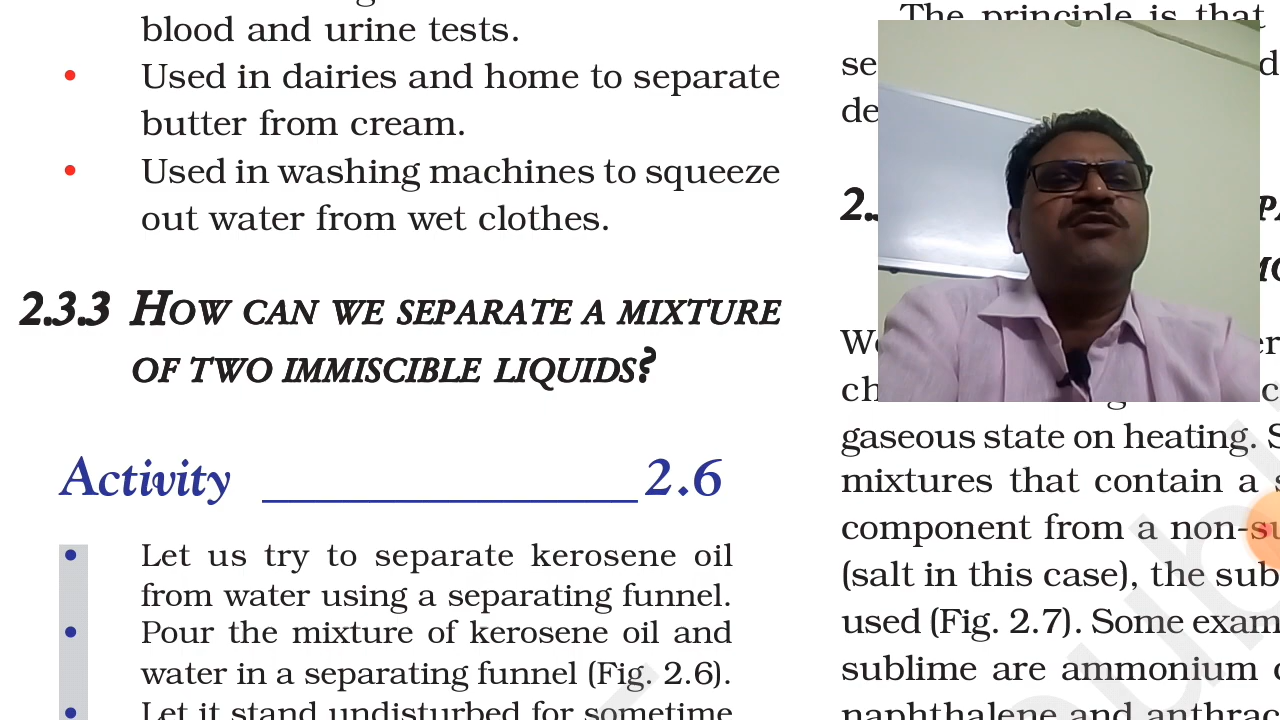 blood and urine tests.
• Used in dairies and home to separate
butter from cream.
• Used in washing machines to squeeze
out water from wet clothes.
2.3.3 HOW CAN WE SEPARATE A MIXTURE
OF TWO IMMISCIBLE LIQUIDS?
Activity 2.6
• Let us try to separate kerosene oil
from water using a separating funnel.
• Pour the mixture of kerosene oil and
water in a separating funnel (Fig. 2.6).
• Let it stand undisturbed for sometime
The principle is that
gaseous state on heating.
mixtures that contain a
component from a
(salt in this case), the
used (Fig. 2.7). Some
sublime are ammonium
naphthalene and